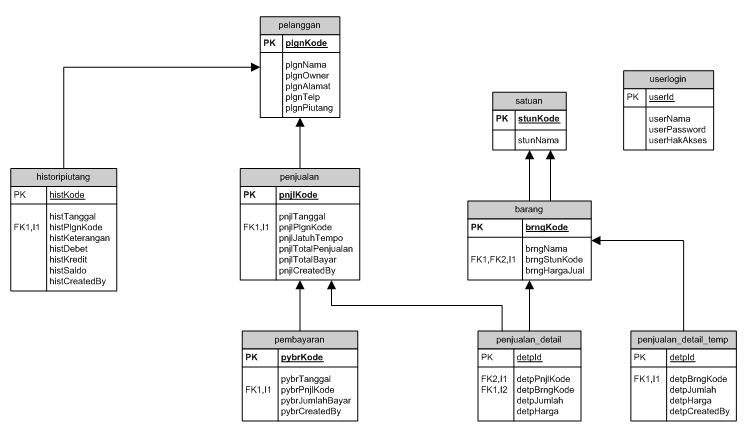 pelanggan
PK plgnKode
plgnNama
plgnOwner
plgnAlamat
plgnTelp
plgnPiutang
userlogin
PK userId
userNama
userPassword
userHakAkses
satuan
PK stunKode
stunNama
historipiutang
PK histKode
histTanggal
FK1,I1 histPlgnKode
histKeterangan
histDebet
histKredit
histSaldo
histCreatedBy
penjualan
PK pnjlKode
pnjlTanggal
FK1,I1 pnjlPlgnKode
pnjlJatuhTempo
pnjlTotalPenjualan
pnjlTotalBayar
pnjlCreatedBy
barang
PK brngKode
brngNama
FK1,FK2,I1 brngStunKode
brngHargaJual
pembayaran
PK pybrKode
pybrTanggal
FK1,I1 pybrPnjlKode
pybrJumlahBayar
pybrCreatedBy
penjualan_detail
PK detpId
FK2,I1 detpPnjlKode
FK1,I2 detpBrngKode
detpJumlah
detpHarga
penjualan_detail_temp
PK detpId
FK1,I1 detpBrngKode
detpJumlah
detpHarga
detpCreatedBy